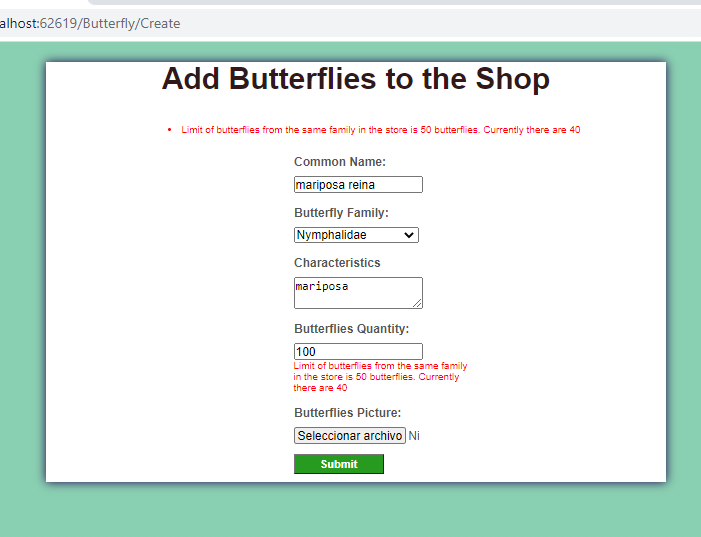 alhost:62619/Butterfly/Create
Add Butterflies to the Shop
Limit of butterflies from the same family in the store is 50 butterflies. Currently there are 40
Common Name:
mariposa reina
Butterfly Family:
Nymphalidae
Characteristics
mariposa
Butterflies Quantity:
100
Limit of butterflies from the same family
in the store is 50 butterflies. Currently
there are 40
Butterflies Picture:
Seleccionar archivo Ni
Submit